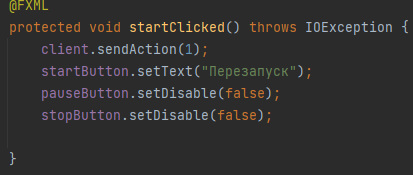 @FXML
protected void startClicked() throws IOException {
    client.sendAction(1);
    startButton.setText("Перезапуск");
    pauseButton.setDisable(false);
    stopButton.setDisable(false);

}